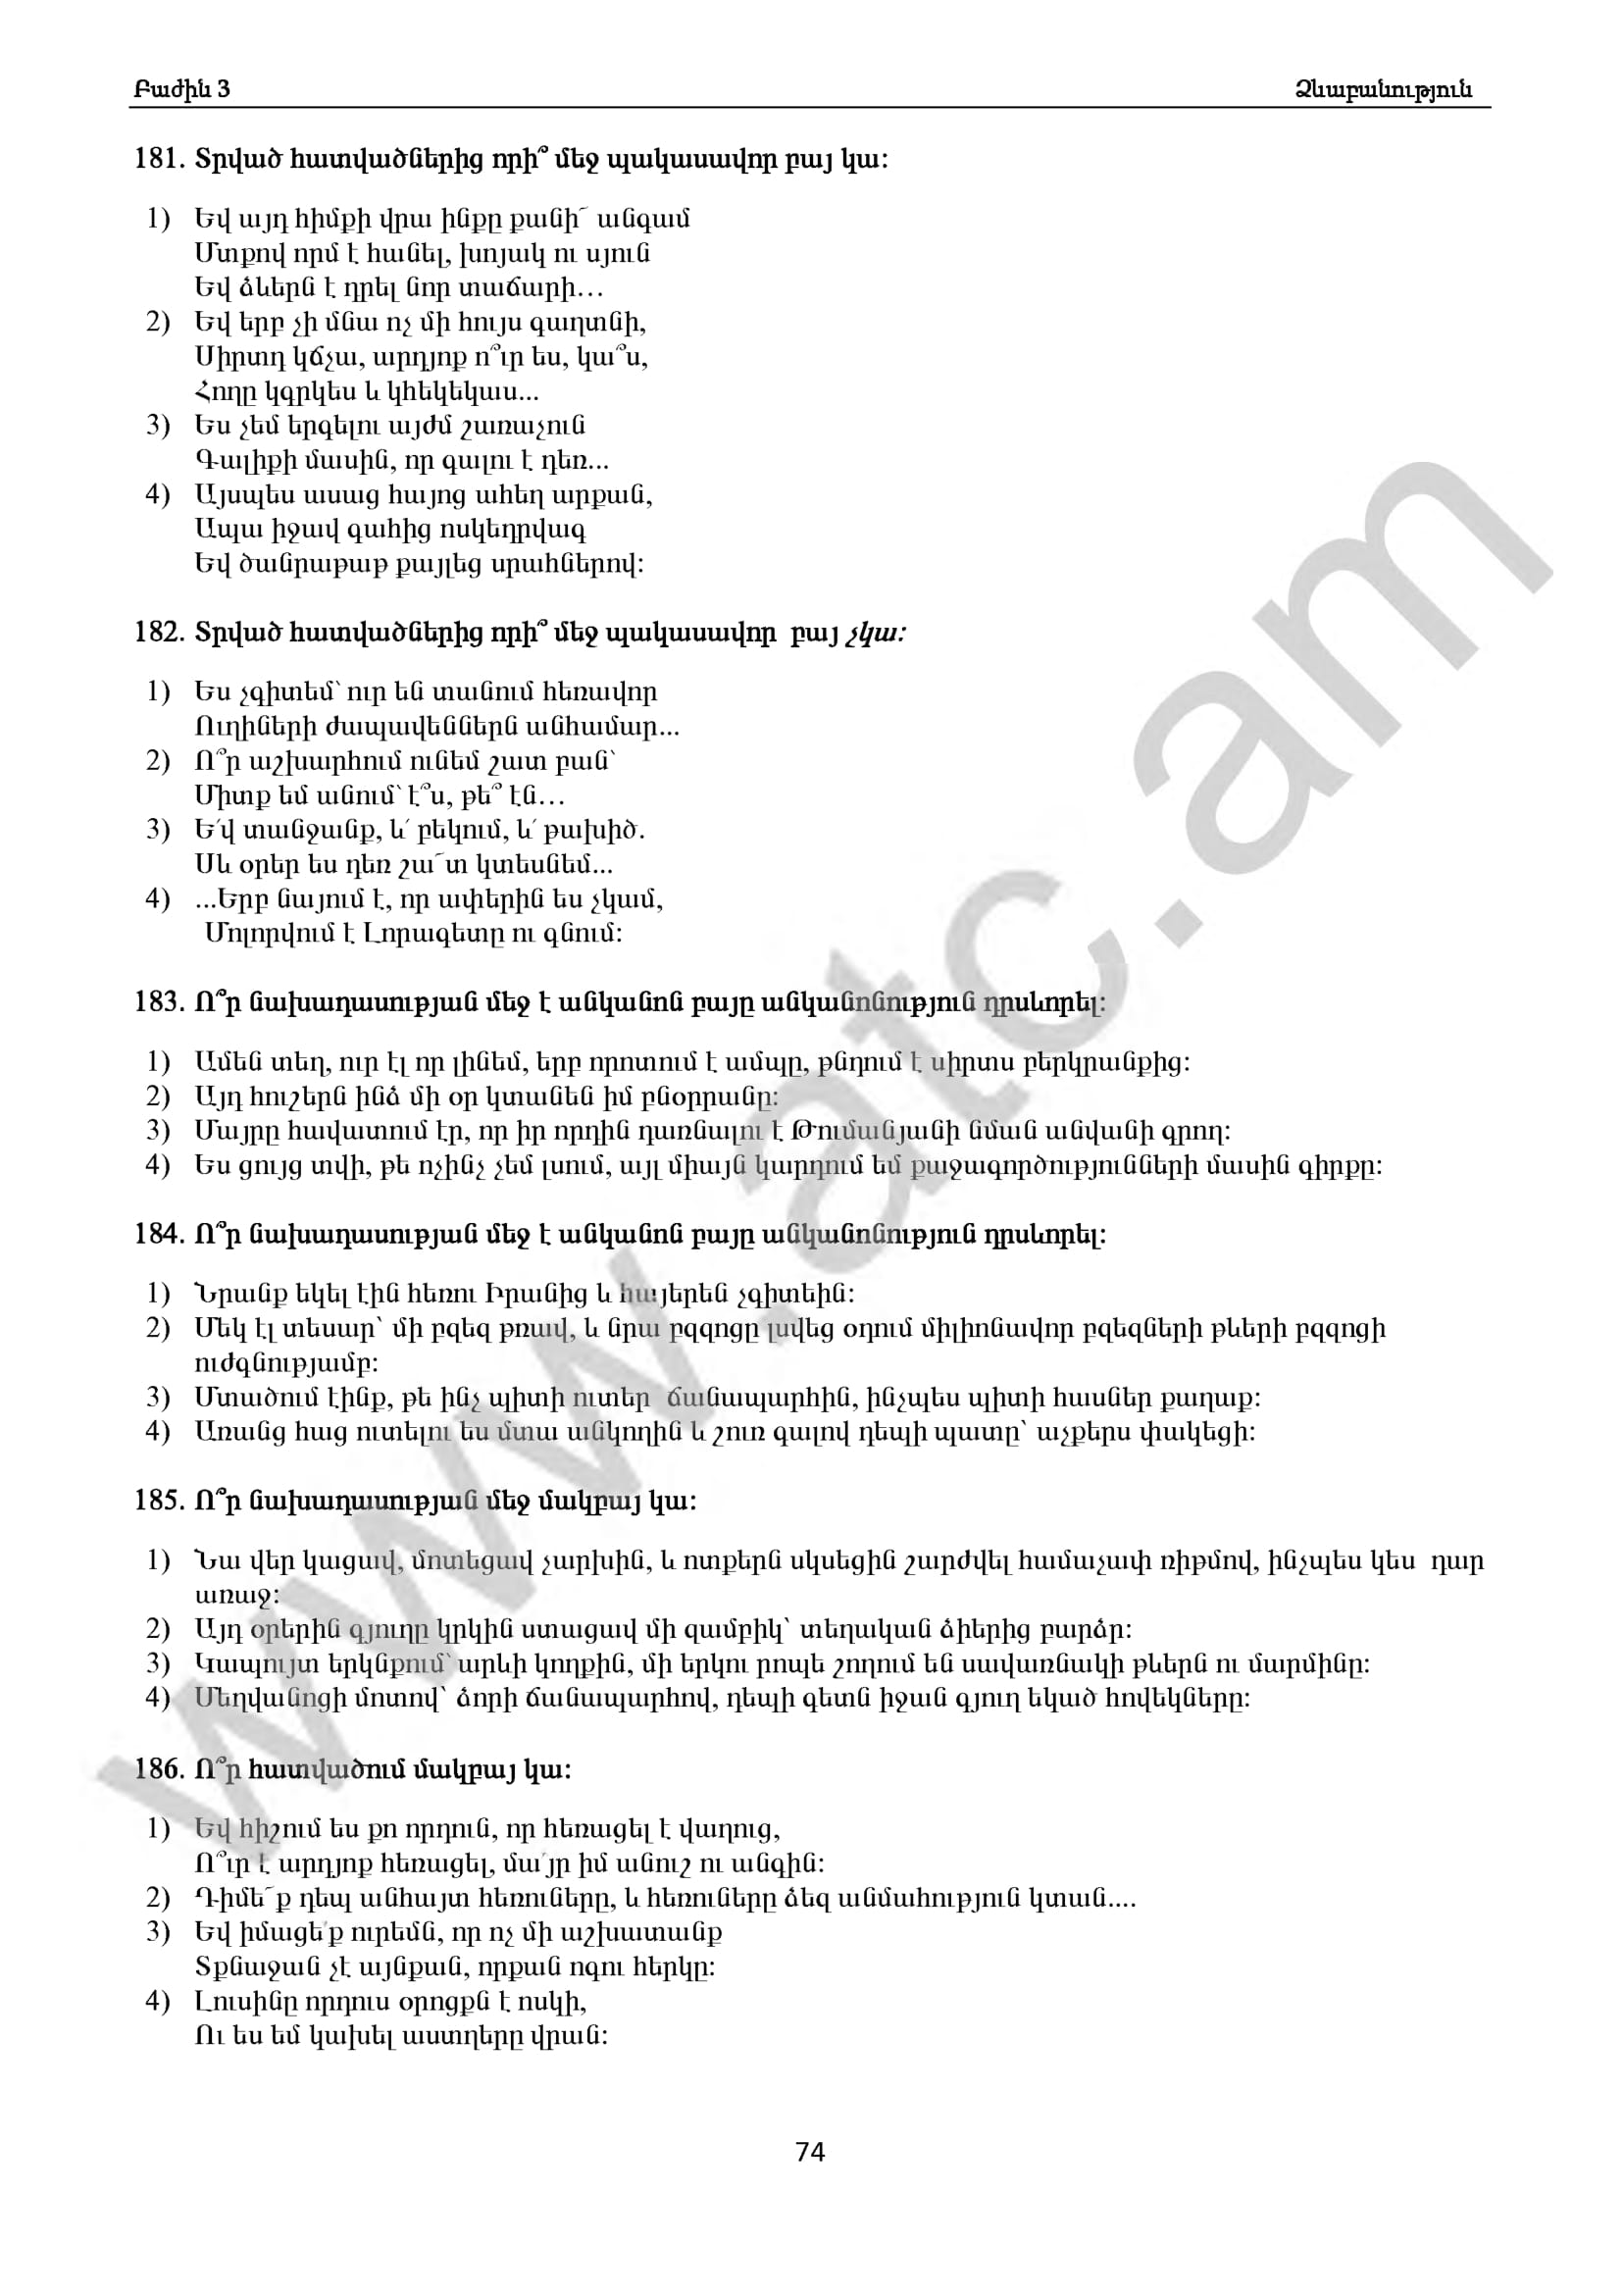 Բաժին 3 Ձևաբանություն
181. Տրված հատվածներից որի՞ մեջ պակասավոր բայ կա:
1) Եվ այդ հիմքի վրա ինքը քանի՜ անգամ
Մտքով որմ է հանել, խոյակ ու սյուն
Եվ ձևերն է դրել նոր տաճարի…
2) Եվ երբ չի մնա ոչ մի հույս գաղտնի,
Սիրտդ կճչա, արդյոք ո՞ւր ես, կա՞ս,
Հողը կգրկես և կհեկեկաս...
3) Ես չեմ երգելու այժմ շառաչուն
Գալիքի մասին, որ գալու է դեռ...
4) Այսպես ասաց հայոց ահեղ արքան,
Ապա իջավ գահից ոսկեդրվագ
Եվ ծանրաթաթ քայլեց սրահներով:
182. Տրված հատվածներից որի՞ մեջ պակասավոր բայ չկա:
1) Ես չգիտեմ՝ ուր են տանում հեռավոր
Ուղիների ժապավեններն անհամար...
2) Ո՞ր աշխարհում ունեմ շատ բան՝
Միտք եմ անում՝ է՞ս, թե՞ էն…
3) Ե՛վ տանջանք, և՛ բեկում, և՛ թախիծ.
Սև օրեր ես դեռ շա՜տ կտեսնեմ...
4) ...Երբ նայում է, որ ափերին ես չկամ,
Մոլորվում է Լորագետը ու գնում:
183. Ո՞ր նախադասության մեջ է անկանոն բայը անկանոնություն դրսևորել:
1) Ամեն տեղ, ուր էլ որ լինեմ, երբ որոտում է ամպը, թնդում է սիրտս բերկրանքից:
2) Այդ հուշերն ինձ մի օր կտանեն իմ բնօրրանը:
3) Մայրը հավատում էր, որ իր որդին դառնալու է Թումանյանի նման անվանի գրող:
4) Ես ցույց տվի, թե ոչինչ չեմ լսում, այլ միայն կարդում եմ քաջագործությունների մասին գիրքը:
184. Ո՞ր նախադասության մեջ է անկանոն բայը անկանոնություն դրսևորել:
1) Նրանք եկել էին հեռու Իրանից և հայերեն չգիտեին:
2) Մեկ էլ տեսար՝ մի բզեզ թռավ, և նրա բզզոցը լսվեց օդում միլիոնավոր բզեզների թևերի բզզոցի
ուժգնությամբ:
3) Մտածում էինք, թե ինչ պիտի ուտեր ճանապարհին, ինչպես պիտի հասներ քաղաք:
4) Առանց հաց ուտելու ես մտա անկողին և շուռ գալով դեպի պատը՝ աչքերս փակեցի:
185. Ո՞ր նախադասության մեջ մակբայ կա:
1) Նա վեր կացավ, մոտեցավ չարխին, և ոտքերն սկսեցին շարժվել համաչափ ռիթմով, ինչպես կես դար
առաջ:
2) Այդ օրերին գյուղը կրկին ստացավ մի զամբիկ՝ տեղական ձիերից բարձր:
3) Կապույտ երկնքում՝ արևի կողքին, մի երկու րոպե շողում են սավառնակի թևերն ու մարմինը:
4) Մեղվանոցի մոտով՝ ձորի ճանապարհով, դեպի գետն իջան գյուղ եկած հովեկները:
186. Ո՞ր հատվածում մակբայ կա:
1) Եվ հիշում ես քո որդուն, որ հեռացել է վաղուց,
Ո՞ւր է արդյոք հեռացել, մա՛յր իմ անուշ ու անգին:
2) Դիմե՜ք դեպ անհայտ հեռուները, և հեռուները ձեզ անմահություն կտան....
3) Եվ իմացե՛ք ուրեմն, որ ոչ մի աշխատանք
Տքնաջան չէ այնքան, որքան ոգու հերկը:
4) Լուսինը որդուս օրոցքն է ոսկի,
Ու ես եմ կախել աստղերը վրան:
www.atc.am
74